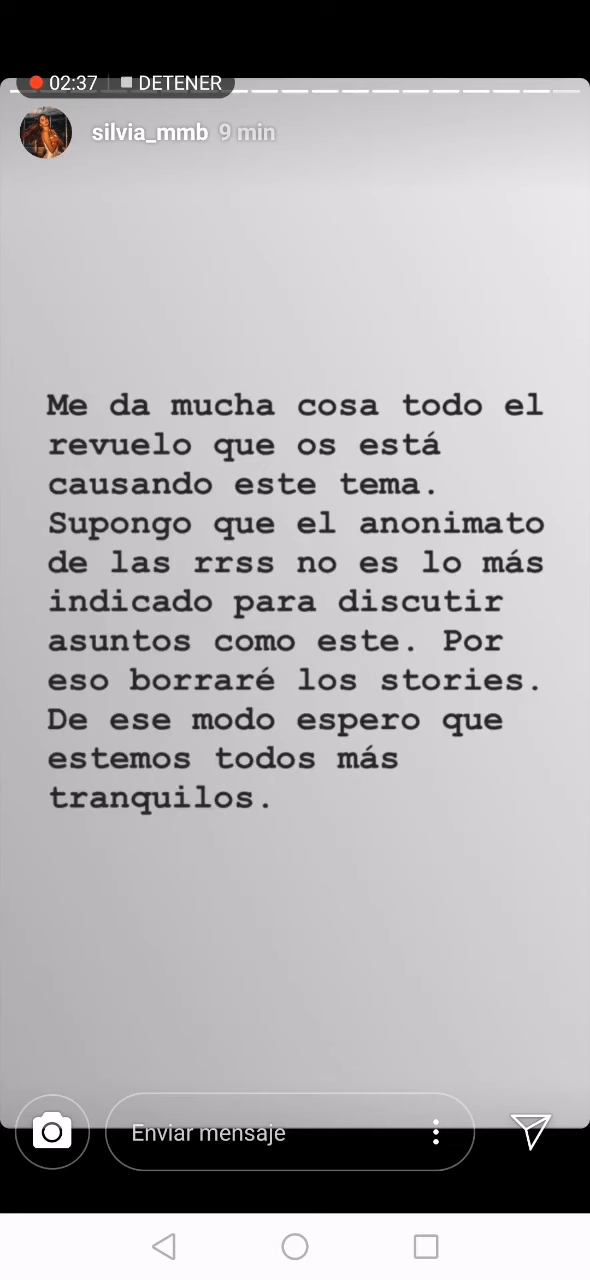 02:37 DETENER
silvia_mmb 9 min
Me da mucha cosa todo el
revuelo que os está
causando este tema.
Supongo que el anonimato
de las rrss no es lo más
indicado para discutir
asuntos como este. Por
eso borraré los stories.
De ese modo espero que
estemos todos más
tranquilos.
Enviar mensaje